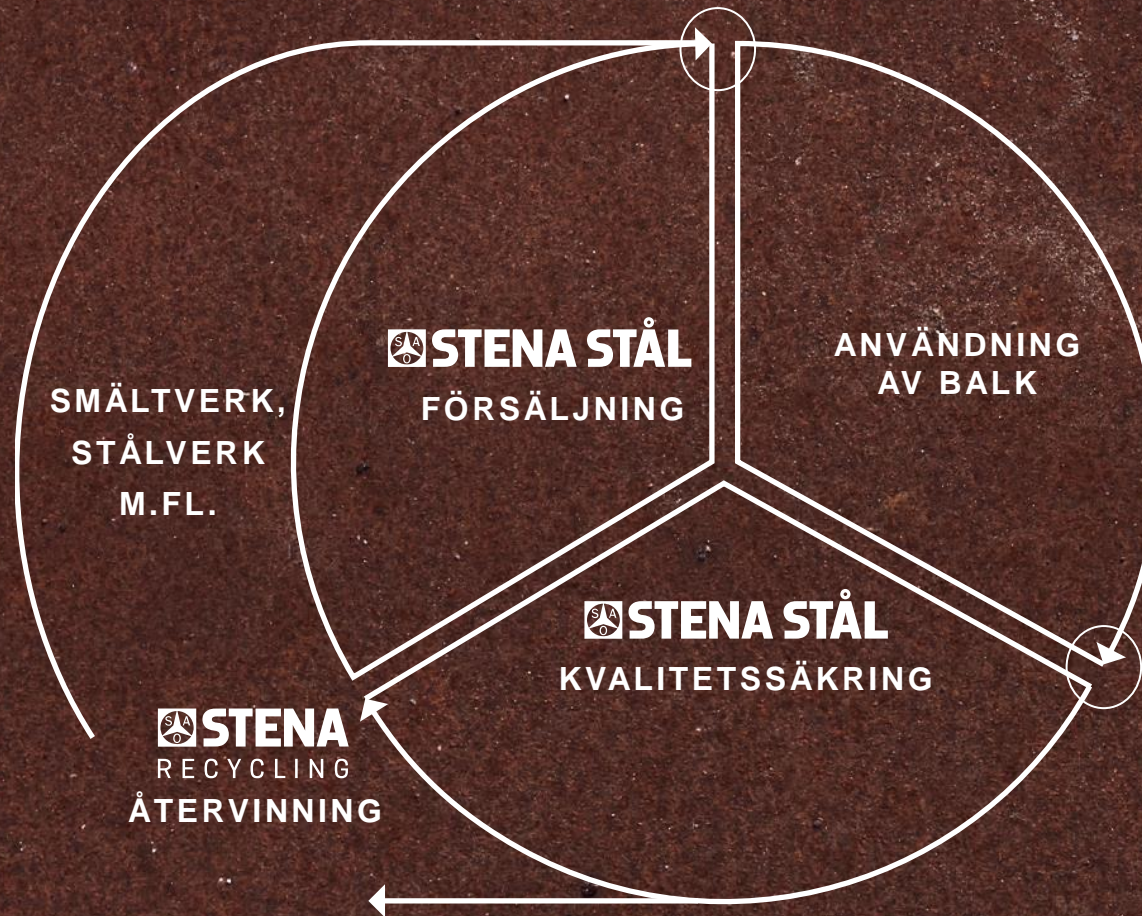 STENA STÅL
FÖRSÄLJNING
ANVÄNDNING
AV BALK
SMÄLTVERK,
STÅLVERK
M.FL.
STENA STÅL
KVALITETSSÄKRING
STENA
RECYCLING
ÅTERVINNING